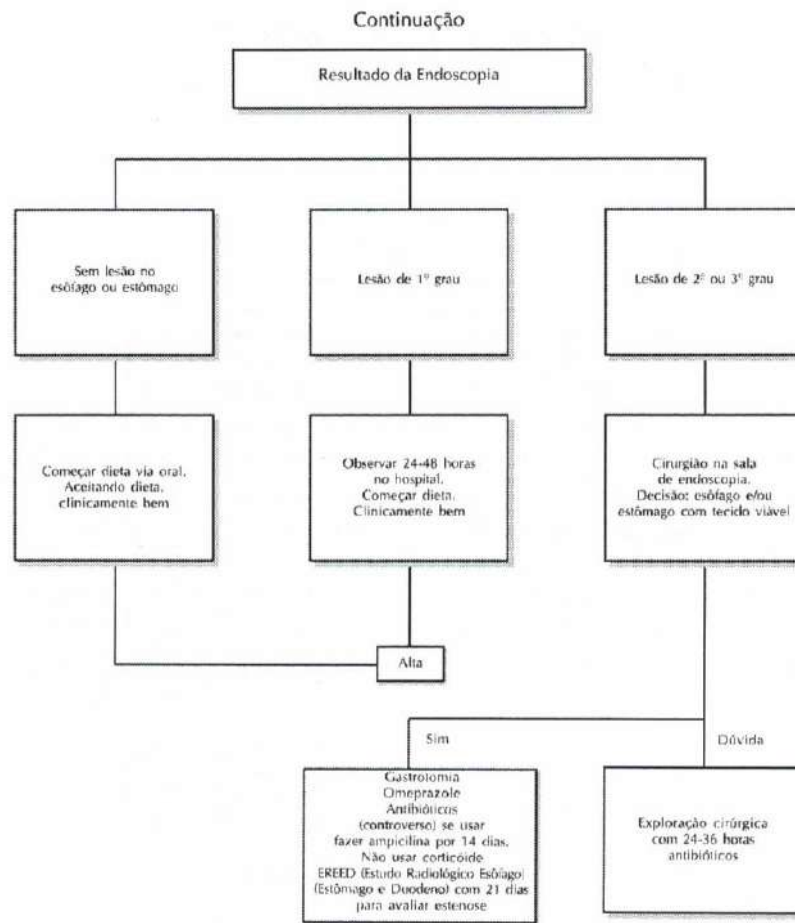 Continuação
Resultado da Endoscopia
Sem lesão no
esôfago ou estômago
Lesão de 1º grau
Lesão de 2º ou 3º grau
Começar dieta via oral.
Aceitando dieta,
clinicamente bem
Observar 24-48 horas
no hospital.
Começar dieta.
Clinicamente bem
Cirurgião na sala
de endoscopia.
Decisão: esôfago e/ou
estômago com tecido viável
Alta
Sim
Dúvida
Gastrotomia
Omeprazole
Antibióticos
(controverso) se usar
fazer ampicilina por 14 dias.
Não usar corticóide
EREED (Estudo Radiológico Esôfago)
(Estômago e Duodeno) com 21 dias
para avaliar estenose
Exploração cirúrgica
com 24-36 horas
antibióticos